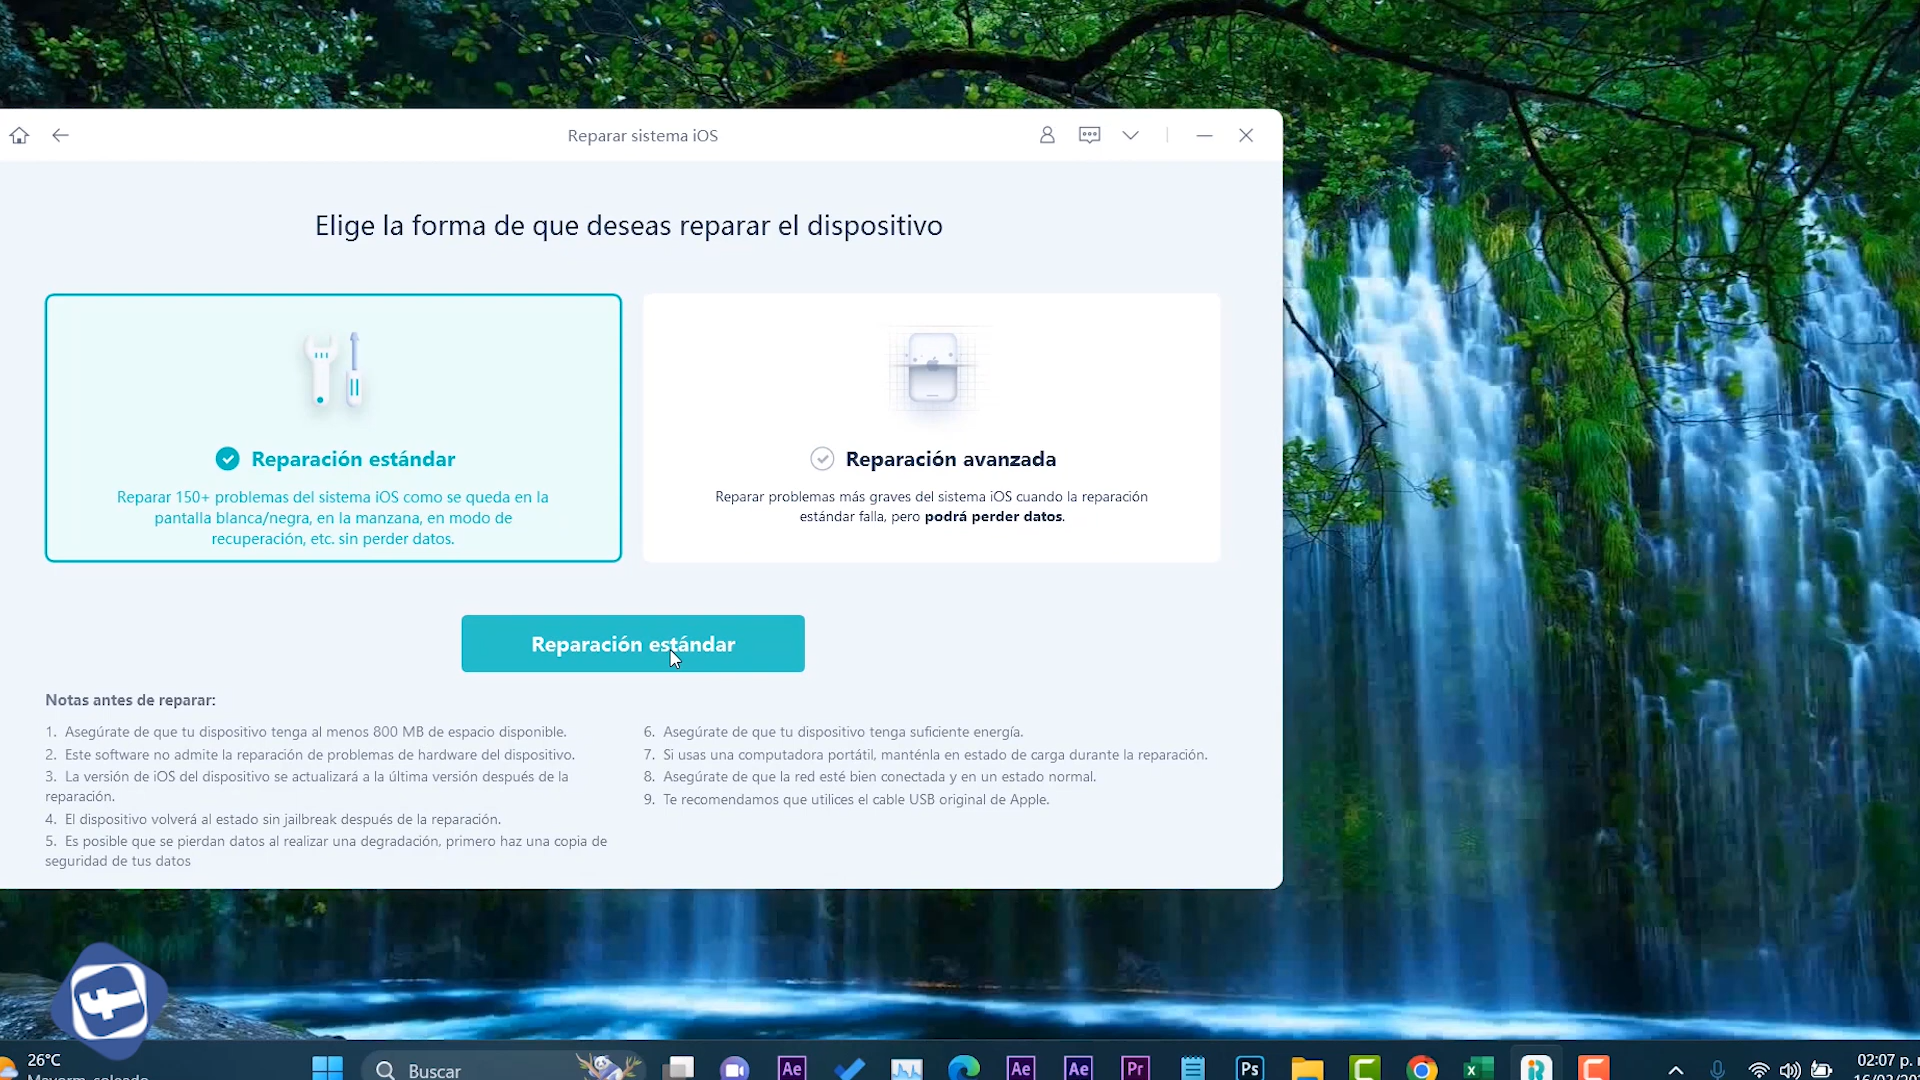 Reparar sistema iOS
Elige la forma de que deseas reparar el dispositivo
Reparación estándar
Reparar 150+ problemas del sistema iOS como se queda en la
pantalla blanca/negra, en la manzana, en modo de
recuperación, etc. sin perder datos.
Reparación avanzada
Reparar problemas más graves del sistema iOS cuando la reparación
estándar falla, pero podrá perder datos.
Reparación estándar
Notas antes de reparar:
1. Asegúrate de que tu dispositivo tenga al menos 800 MB de espacio disponible.
2. Este software no admite la reparación de problemas de hardware del dispositivo.
3. La versión de iOS del dispositivo se actualizará a la última versión después de la
reparación.
4. El dispositivo volverá al estado sin jailbreak después de la reparación.
5. Es posible que se pierdan datos al realizar una degradación, primero haz una copia de
seguridad de tus datos
6. Asegúrate de que tu dispositivo tenga suficiente energía.
7. Si usas una computadora portátil, manténla en estado de carga durante la reparación.
8. Asegúrate de que la red esté bien conectada y en un estado normal.
9. Te recomendamos que utilices el cable USB original de Apple.
26°C
Buscar
Ae
Ae
Ae
Pr
Ps
02:07 p.